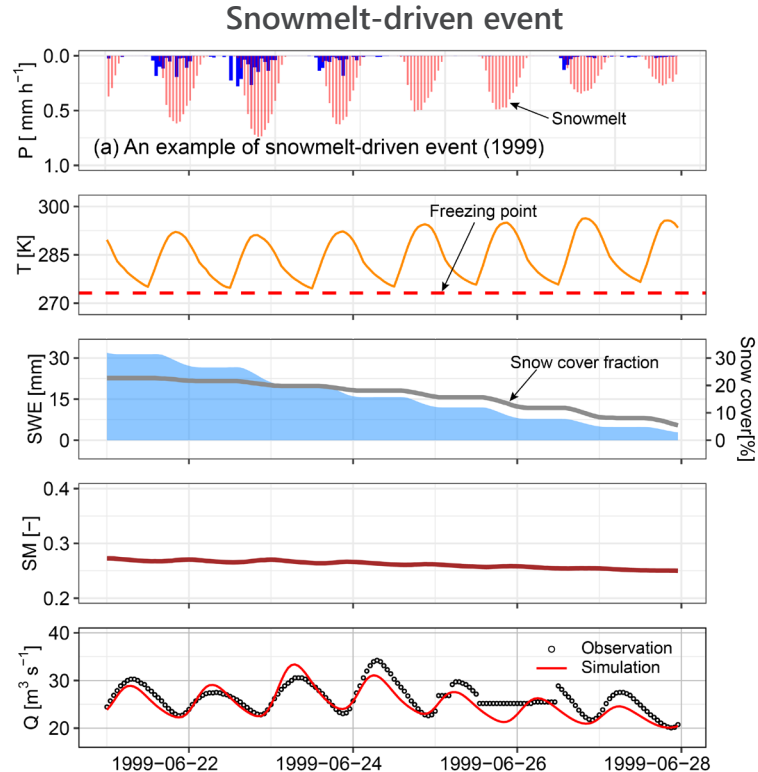 Snowmelt-driven event
P [ mm h⁻¹]
0.0
0.5
1.0
Snowmelt
(a) An example of snowmelt-driven event (1999)
T [K]
300
285
270
Freezing point
SWE [mm]
30
15
0
Snow cover fraction
30
20
10
0
Snow cover[%]
SM [-]
0.4
0.3
0.2
Q [m³ s⁻¹]
40
30
20
Observation
Simulation
1999-06-22 1999-06-24 1999-06-26 1999-06-28